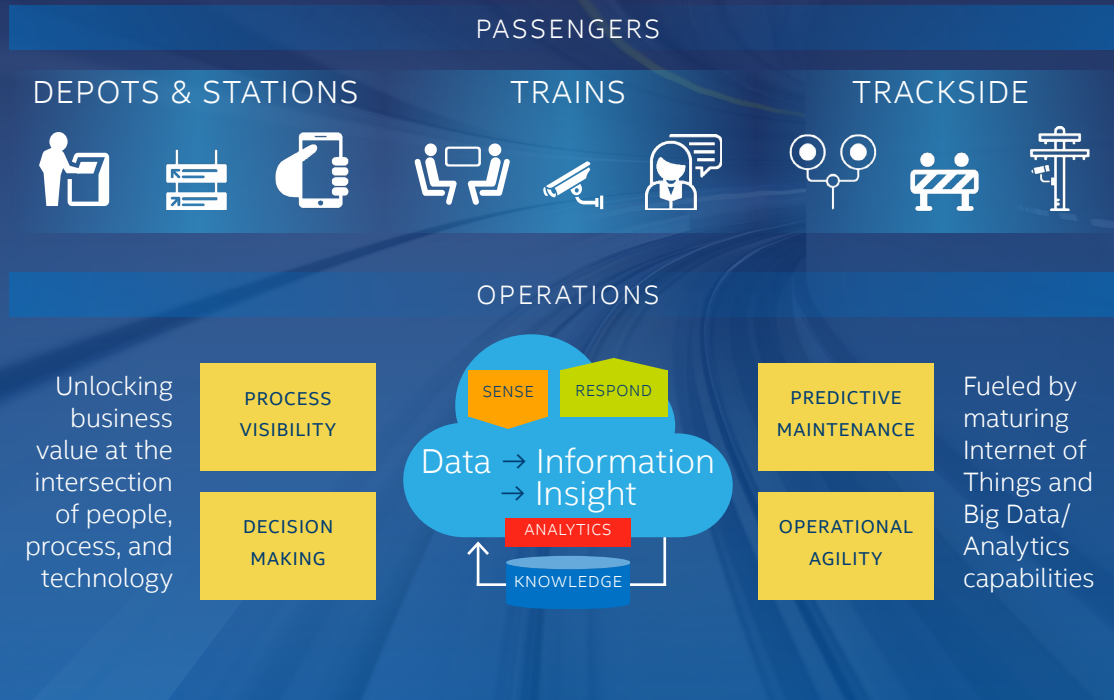 PASSENGERS
DEPOTS & STATIONS
TRAINS
TRACKSIDE
OPERATIONS
Unlocking
business
value at the
intersection
of people,
process, and
technology
PROCESS
VISIBILITY
DECISION
MAKING
SENSE
RESPOND
Data → Information
→ Insight
ANALYTICS
KNOWLEDGE
PREDICTIVE
MAINTENANCE
OPERATIONAL
AGILITY
Fueled by
maturing
Internet of
Things and
Big Data/
Analytics
capabilities